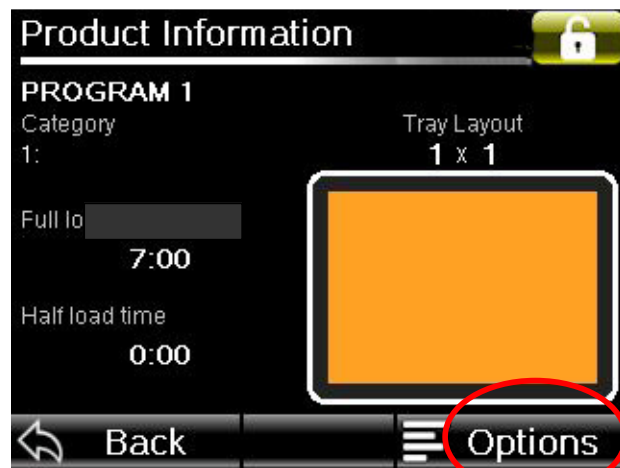 Product Information
PROGRAM 1
Category
1:
Tray Layout
1 x 1
Full lo
7:00
Half load time
0:00
Back
Options